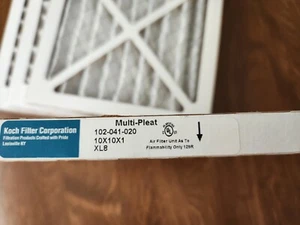 Koch Filter Corporation
Filtration Products Crafted with Pride
Louisville KY
Multi-Pleat
102-041-020
10X10X1
XL8
Air Filter Unit As To
Flammability Only